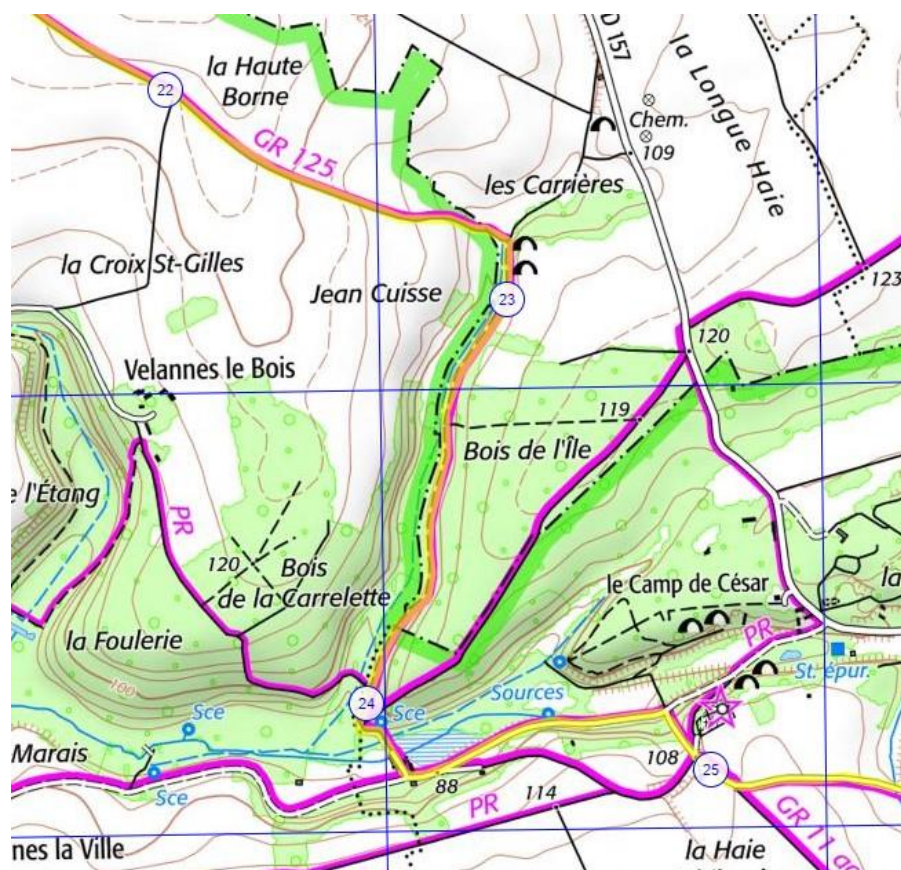 D 157
la Haute
Borne
22
GR 125
Chem.
109
la Longue Haie
les Carrières
la Croix St-Gilles
Jean Cuisse
23
123
120
Velannes le Bois
119
Bois de l'Île
e l'Étang
PR
120
Bois
de la Carrelette
le Camp de César
la
la Foulerie
PR
St. épur.
100
24
Sce
Sources
Sce
Marais
108
25
Sce
88
PR
114
GR 11
nes la Ville
la Haie